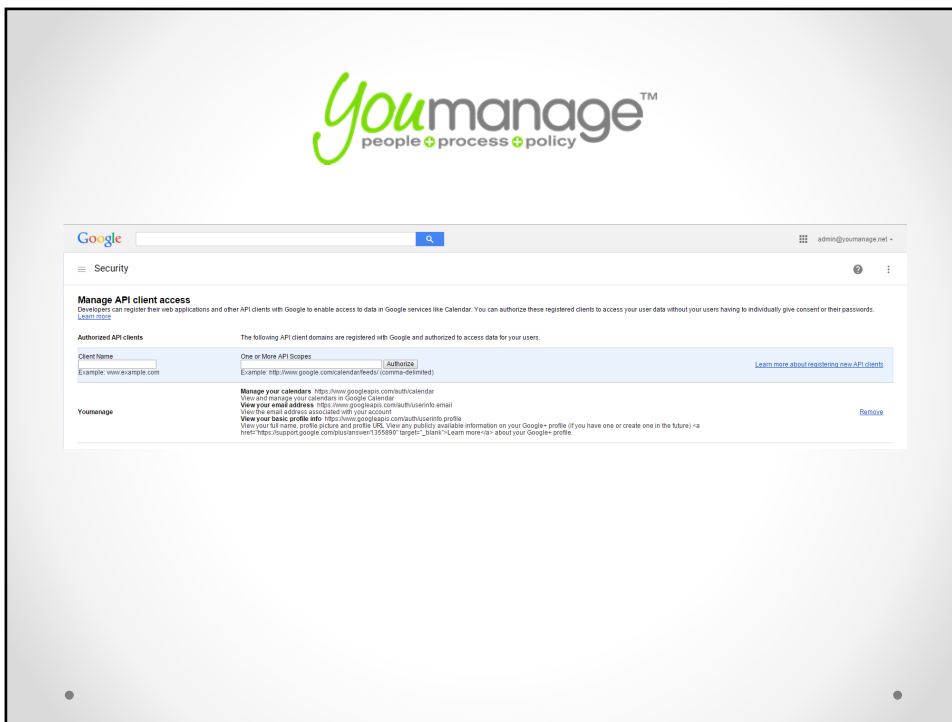 youmanage™
people+process+policy
Google
admin@youmanage.net
Security
Manage API client access
Developers can register their web applications and other API clients with Google to enable access to data in Google services like Calendar. You can authorize these registered clients to access your user data without your users having to individually give consent or their passwords.
Learn more
Authorized API clients
The following API client domains are registered with Google and authorized to access data for your users.
Client Name
One or More API Scopes
Authorize
Learn more about registering new API clients
Example: www.example.com
Example: http://www.google.com/calendar/feeds/ (comma-delimited)
Youmanage
Manage your calendars https://www.googleapis.com/auth/calendar
View and manage your calendars in Google Calendar
View your email address https://www.googleapis.com/auth/userinfo.email
View the email address associated with your account
View your basic profile info https://www.googleapis.com/auth/userinfo.profile
View your full name, profile picture and profile URL View any publicly available information on your Google+ profile (if you have one or create one in the future) <a
href="https://support.google.com/plus/answer/1355890" target="_blank">Learn more</a> about your Google+ profile.
Remove